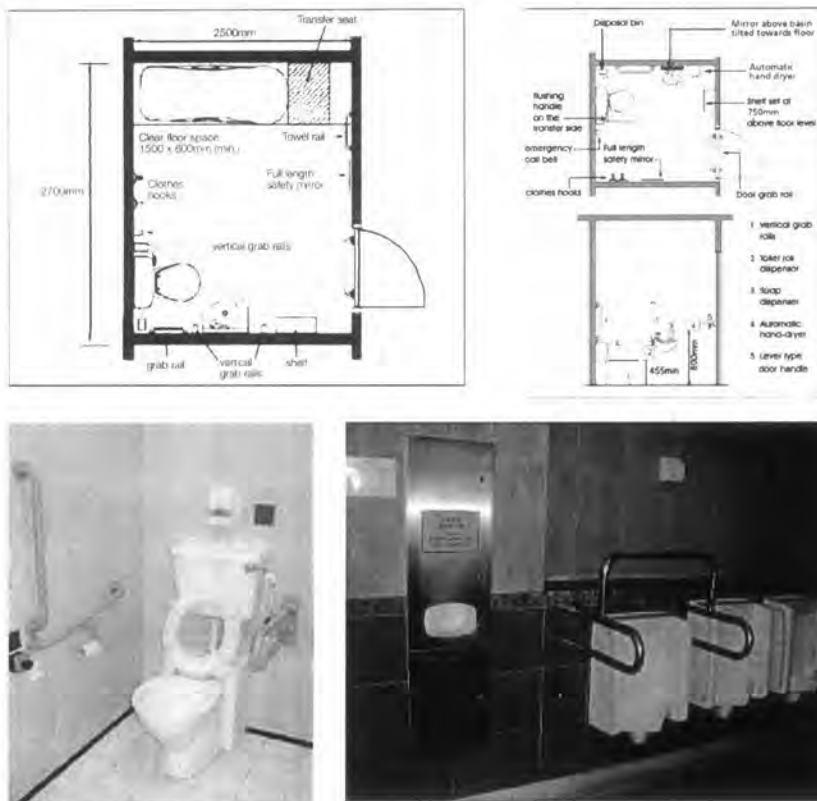 Transfer seat
2500mm
Clear floor space
1500 x 600mm (min.)
Towel rail
2700mm
Clothes
hooks
Full length
safety mirror
vertical grab rails
grab rail
vertical
grab rails
shelf
Disposal bin
Mirror above basin
tilted towards floor
Automatic
hand dryer
flushing
handle
on the
transfer side
Shelf set at
750mm
above floor level
emergency
call bell
Full length
safety mirror
clothes hooks
Door grab rail
1 vertical grab
rails
2 Toilet roll
dispensor
3 Soap
dispensor
4 Automatic
hand-dryer
5 Lever type
door handle
455mm
800mm